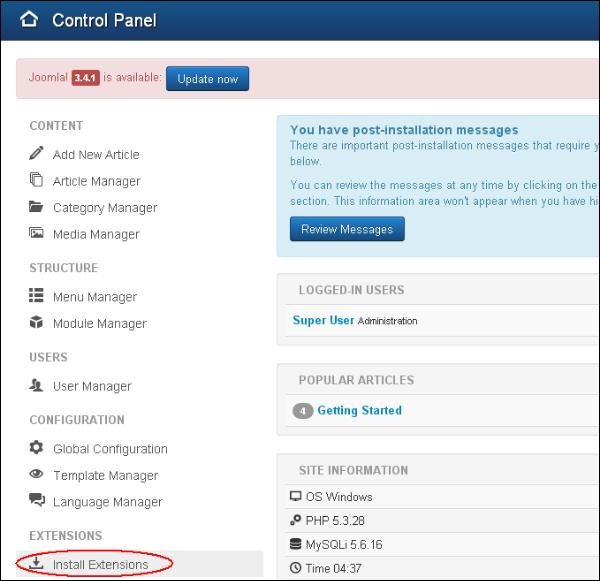 Control Panel
Joomla! 3.4.1 is available: Update now
CONTENT
Add New Article
Article Manager
Category Manager
Media Manager
STRUCTURE
Menu Manager
Module Manager
USERS
User Manager
CONFIGURATION
Global Configuration
Template Manager
Language Manager
EXTENSIONS
Install Extensions
You have post-installation messages
There are important post-installation messages that require y
below.
You can review the messages at any time by clicking on the
section. This information area won't appear when you have hi
Review Messages
LOGGED-IN USERS
Super User Administration
POPULAR ARTICLES
4 Getting Started
SITE INFORMATION
OS Windows
PHP 5.3.28
MySQLi 5.6.16
Time 04:37